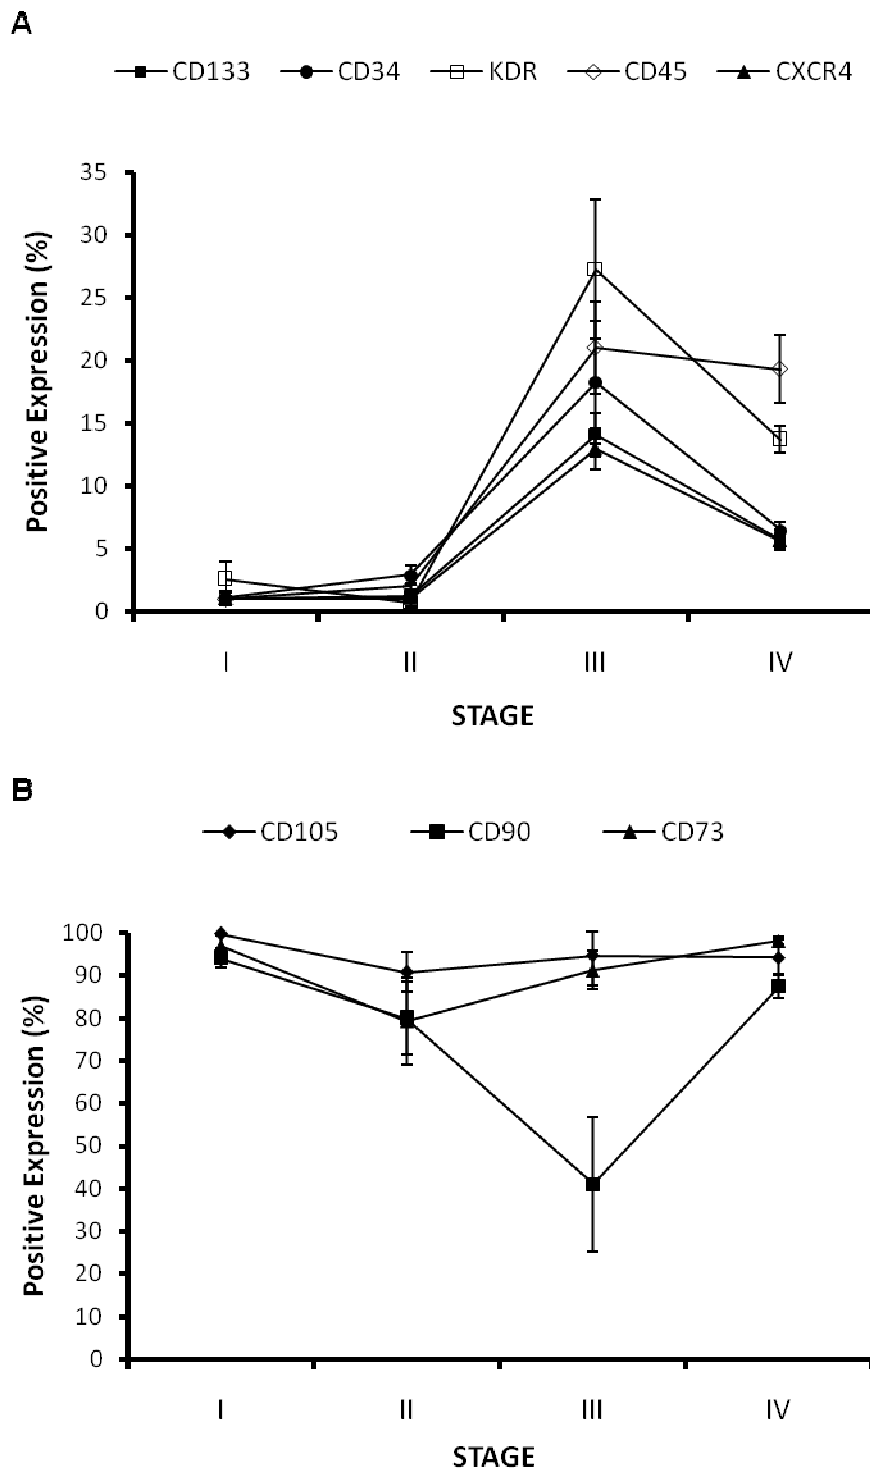 A
CD133 CD34 KDR CD45 CXCR4
35
30
25
20
15
10
5
0
Positive Expression (%)
I II III IV
STAGE
B
CD105 CD90 CD73
100
90
80
70
60
50
40
30
20
10
0
Positive Expression (%)
I II III IV
STAGE